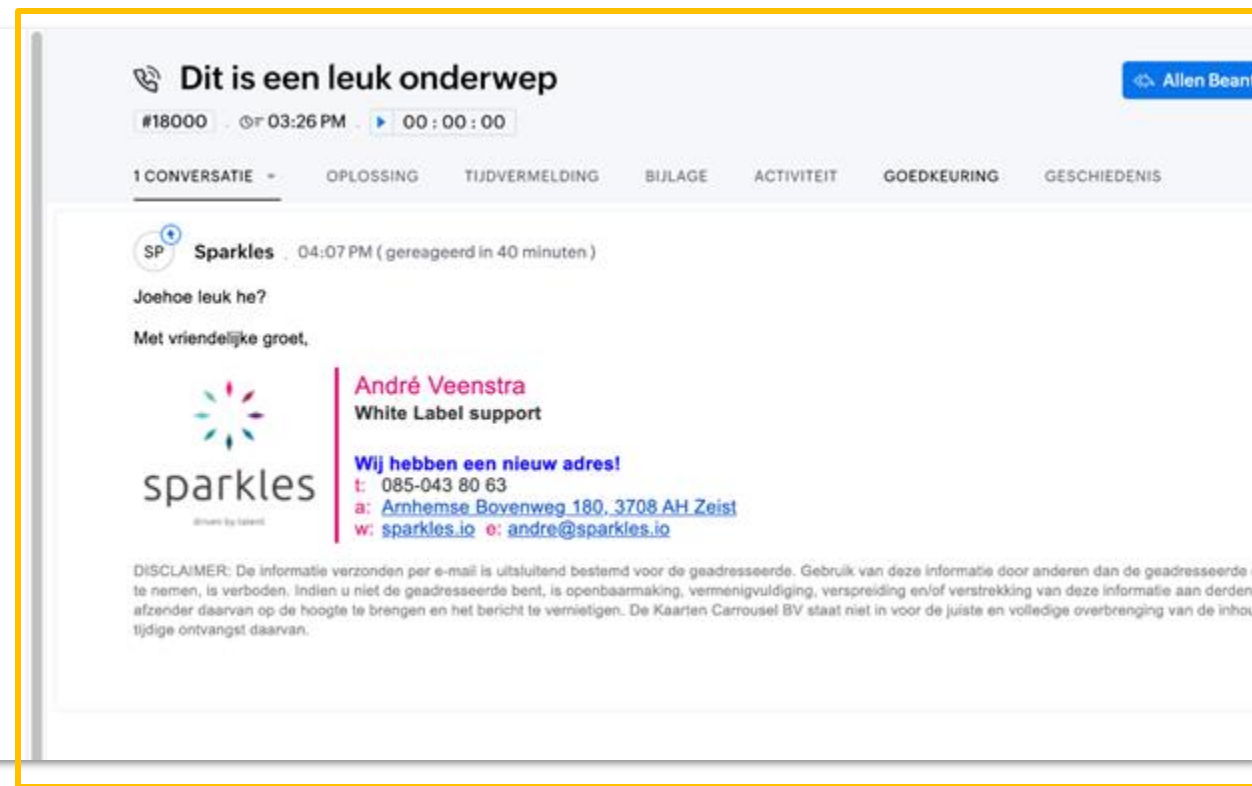 Dit is een leuk onderwep
Allen Beant
#18000 03:26 PM 00 : 00 : 00
1 CONVERSATIE OPLOSSING TIJDVERMELDING BIJLAGE ACTIVITEIT GOEDKEURING GESCHIEDENIS
SP Sparkles . 04:07 PM ( gereageerd in 40 minuten )
Joehoe leuk he?
Met vriendelijke groet,
sparkles
driven by talent
André Veenstra
White Label support
Wij hebben een nieuw adres!
t: 085-043 80 63
a: Arnhemse Bovenweg 180, 3708 AH Zeist
w: sparkles.io e: andre@sparkles.io
DISCLAIMER: De informatie verzonden per e-mail is uitsluitend bestemd voor de geadresseerde. Gebruik van deze informatie door anderen dan de geadresseerde
te nemen, is verboden. Indien u niet de geadresseerde bent, is openbaarmaking, vermenigvuldiging, verspreiding en/of verstrekking van deze informatie aan derden
afzender daarvan op de hoogte te brengen en het bericht te vernietigen. De Kaarten Carrousel BV staat niet in voor de juiste en volledige overbrenging van de inhou
tijdige ontvangst daarvan.